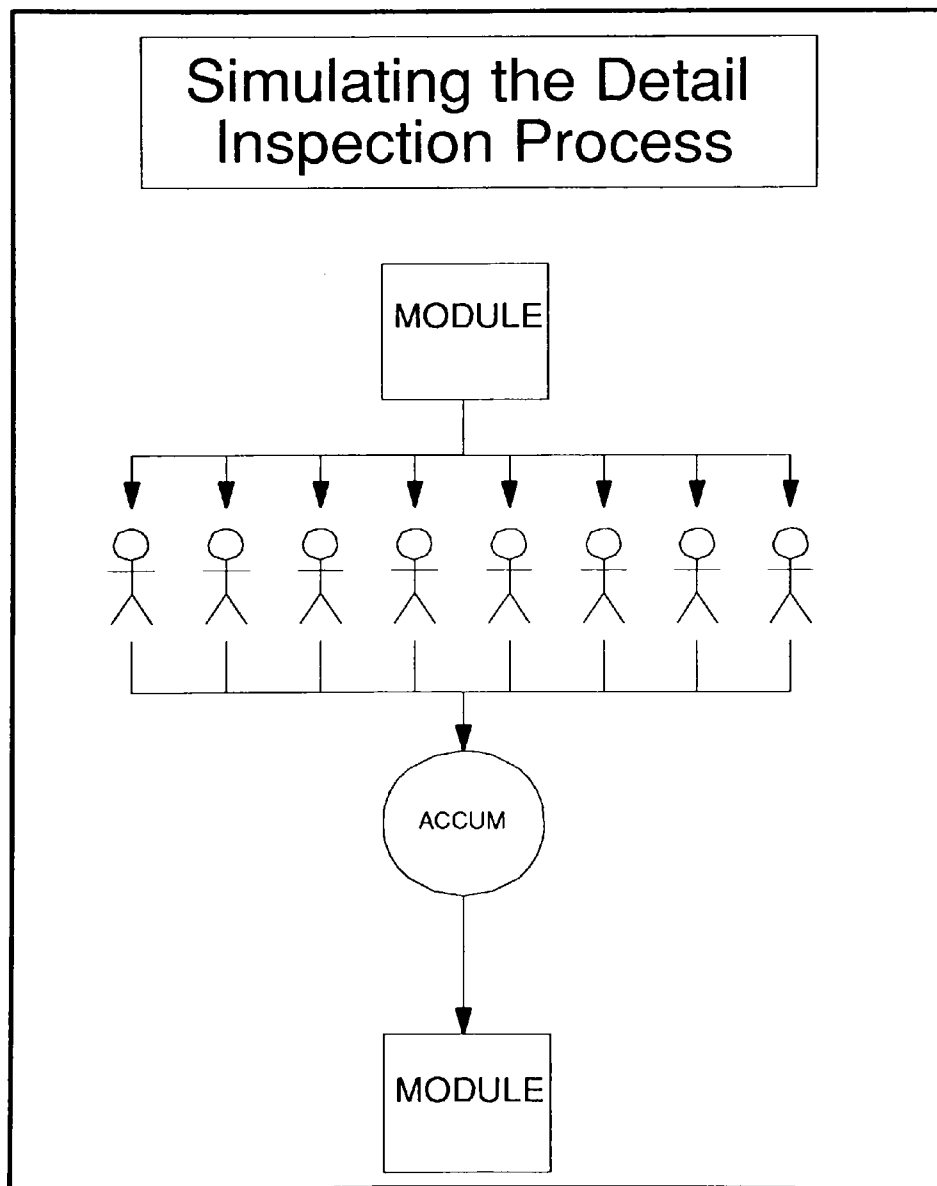 Simulating the Detail
Inspection Process
MODULE
ACCUM
MODULE